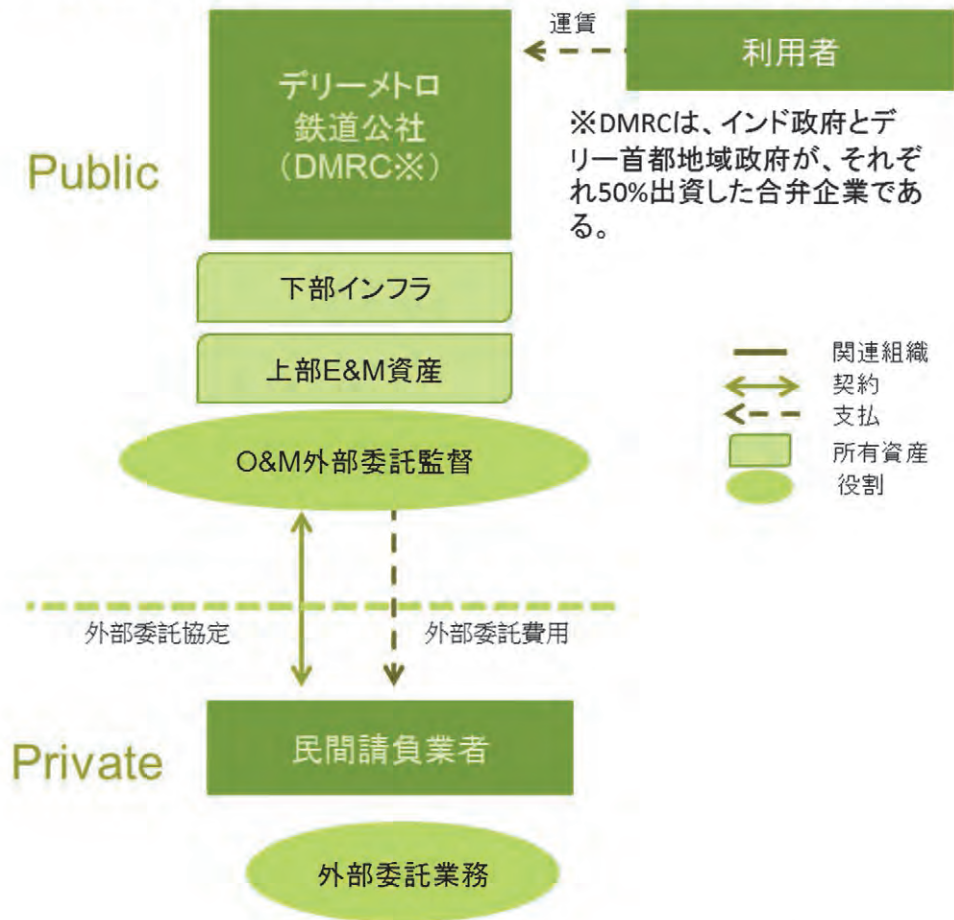 運賃
利用者
デリーメトロ
鉄道公社
（DMRC※）
Public
※DMRCは、インド政府とデ
リー首都地域政府が、それぞ
れ50%出資した合弁企業であ
る。
下部インフラ
上部E&M資産
O&M外部委託監督
関連組織
契約
支払
所有資産
役割
外部委託協定
外部委託費用
Private
民間請負業者
外部委託業務